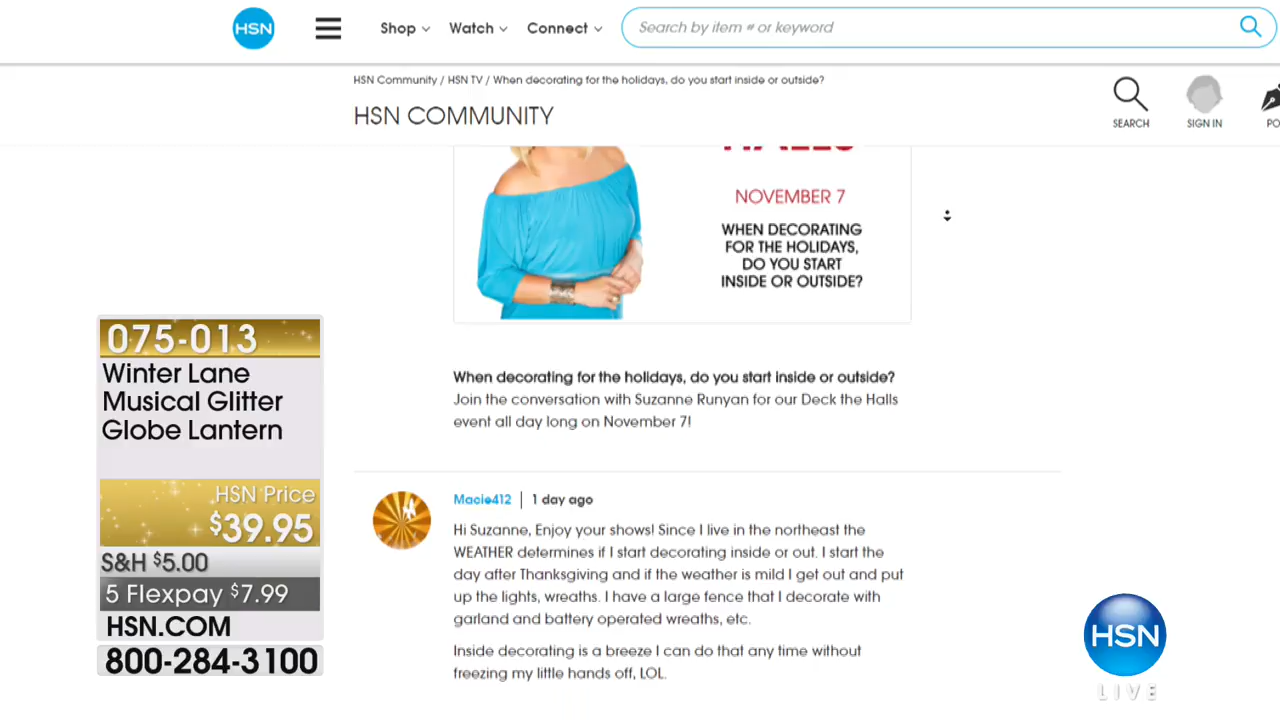 HSN
Shop
Watch
Connect
Search by item # or keyword
HSN Community / HSN TV / When decorating for the holidays, do you start inside or outside?
HSN COMMUNITY
SEARCH
SIGN IN
NOVEMBER 7
WHEN DECORATING
FOR THE HOLIDAYS,
DO YOU START
INSIDE OR OUTSIDE?
When decorating for the holidays, do you start inside or outside?
Join the conversation with Suzanne Runyan for our Deck the Halls
event all day long on November 7!
Macie412 | 1 day ago
Hi Suzanne, Enjoy your shows! Since I live in the northeast the
WEATHER determines if I start decorating inside or out. I start the
day after Thanksgiving and if the weather is mild I get out and put
up the lights, wreaths. I have a large fence that I decorate with
garland and battery operated wreaths, etc.
Inside decorating is a breeze I can do that any time without
freezing my little hands off, LOL.
075-013
Winter Lane
Musical Glitter
Globe Lantern
HSN Price
$39.95
S&H $5.00
5 Flexpay $7.99
HSN.COM
800-284-3100
HSN
LIVE